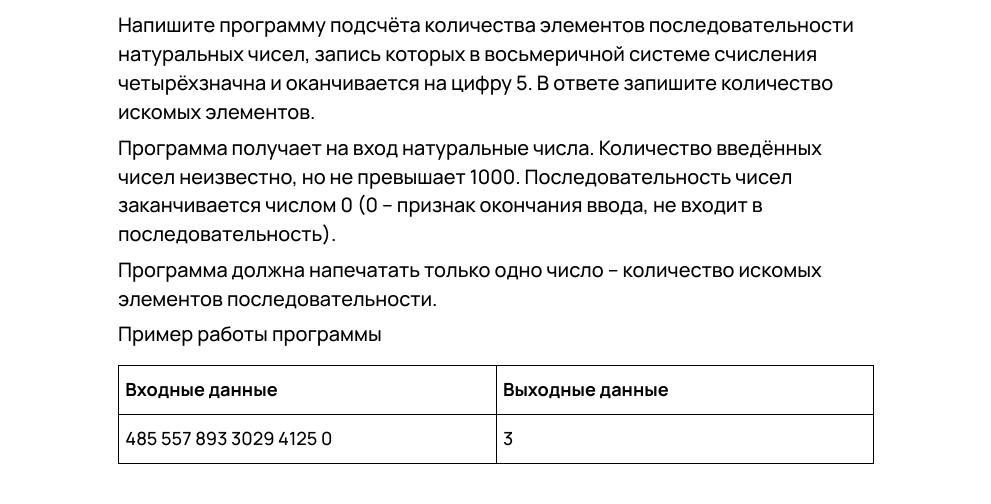 Напишите программу подсчёта количества элементов последовательности
натуральных чисел, запись которых в восьмеричной системе счисления
четырёхзначна и оканчивается на цифру 5. В ответе запишите количество
искомых элементов.
Программа получает на вход натуральные числа. Количество введённых
чисел неизвестно, но не превышает 1000. Последовательность чисел
заканчивается числом 0 (0 – признак окончания ввода, не входит в
последовательность).
Программа должна напечатать только одно число – количество искомых
элементов последовательности.
Пример работы программы
Входные данные Выходные данные
485 557 893 3029 4125 0 3